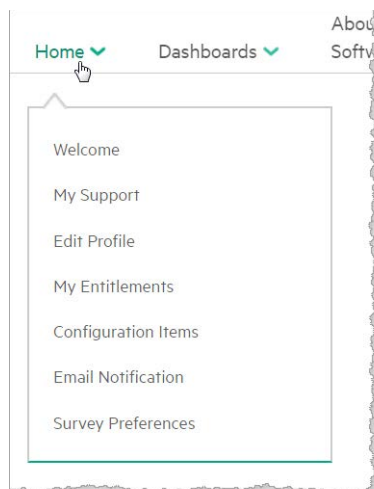 Home
Dashboards
Welcome
My Support
Edit Profile
My Entitlements
Configuration Items
Email Notification
Survey Preferences